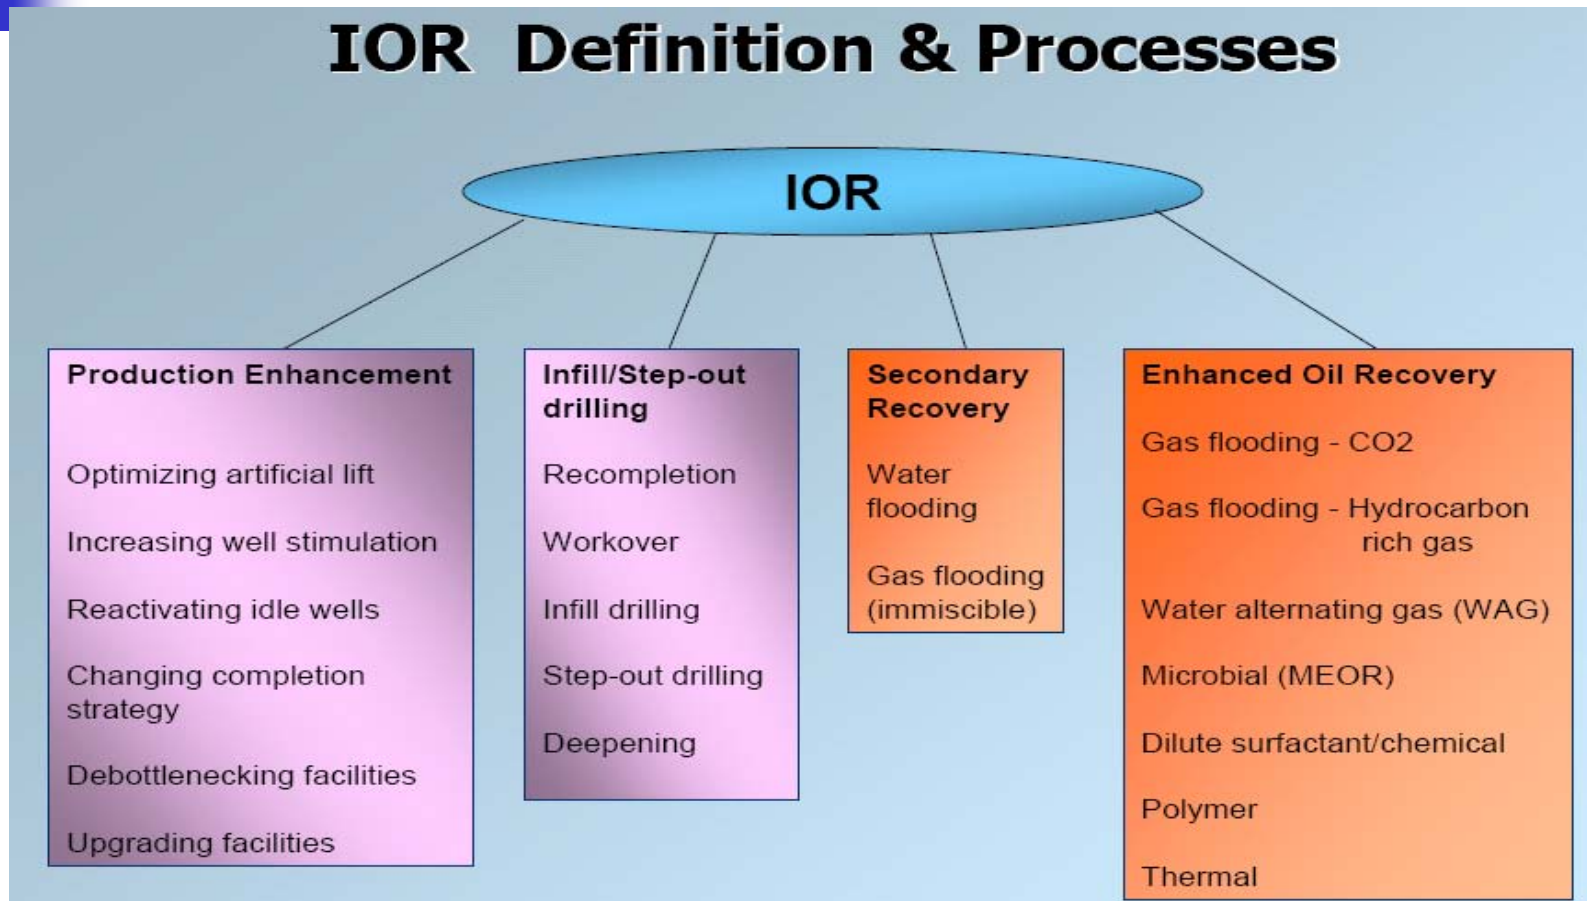 IOR Definition & Processes
IOR
Production Enhancement
Optimizing artificial lift
Increasing well stimulation
Reactivating idle wells
Changing completion
strategy
Debottlenecking facilities
Upgrading facilities
Infill/Step-out
drilling
Recompletion
Workover
Infill drilling
Step-out drilling
Deepening
Secondary
Recovery
Water
flooding
Gas flooding
(immiscible)
Enhanced Oil Recovery
Gas flooding - CO2
Gas flooding - Hydrocarbon
rich gas
Water alternating gas (WAG)
Microbial (MEOR)
Dilute surfactant/chemical
Polymer
Thermal